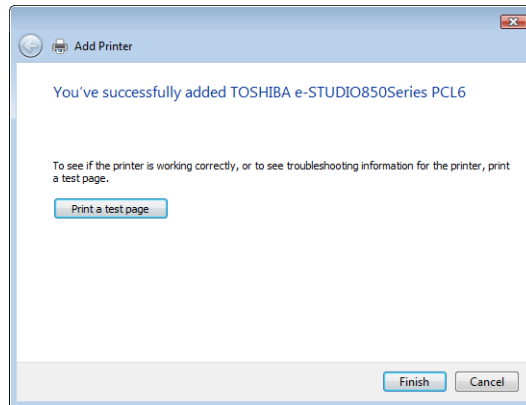 Add Printer
You've successfully added TOSHIBA e-STUDIO850Series PCL6
To see if the printer is working correctly, or to see troubleshooting information for the printer, print
a test page.
Print a test page
Finish Cancel